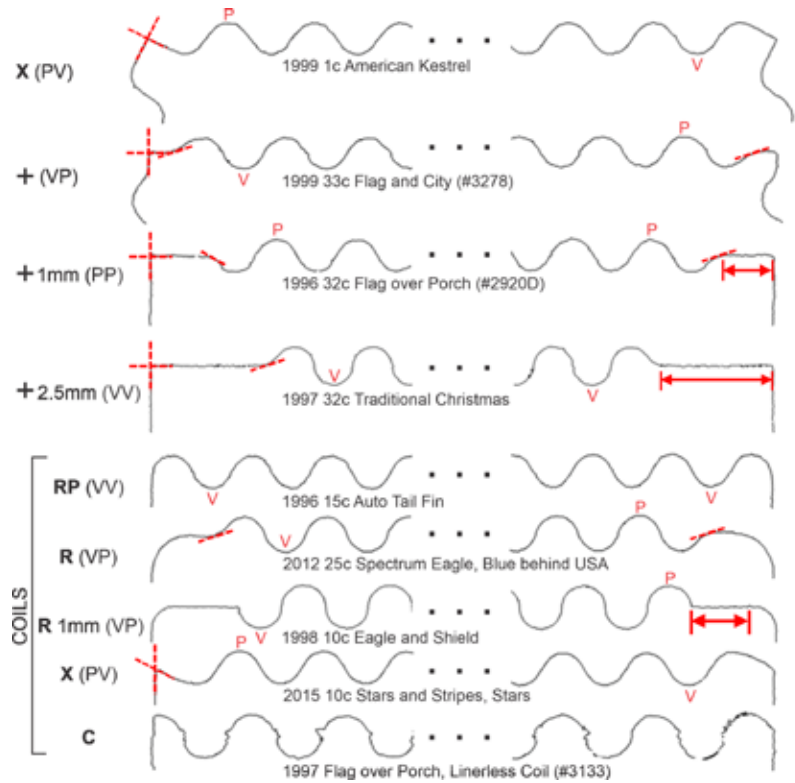 P
X (PV)
1999 1c American Kestrel
V
P
+ (VP)
V
1999 33c Flag and City (#3278)
P
P
+1mm (PP)
1996 32c Flag over Porch (#2920D)
+ 2.5mm (VV)
V
V
1997 32c Traditional Christmas
COILS
RP (VV)
V
V
1996 15c Auto Tail Fin
P
R (VP)
V
2012 25c Spectrum Eagle, Blue behind USA
P
R 1mm (VP)
V
1998 10c Eagle and Shield
P
X (PV)
V
2015 10c Stars and Stripes, Stars
C
1997 Flag over Porch, Linerless Coil (#3133)